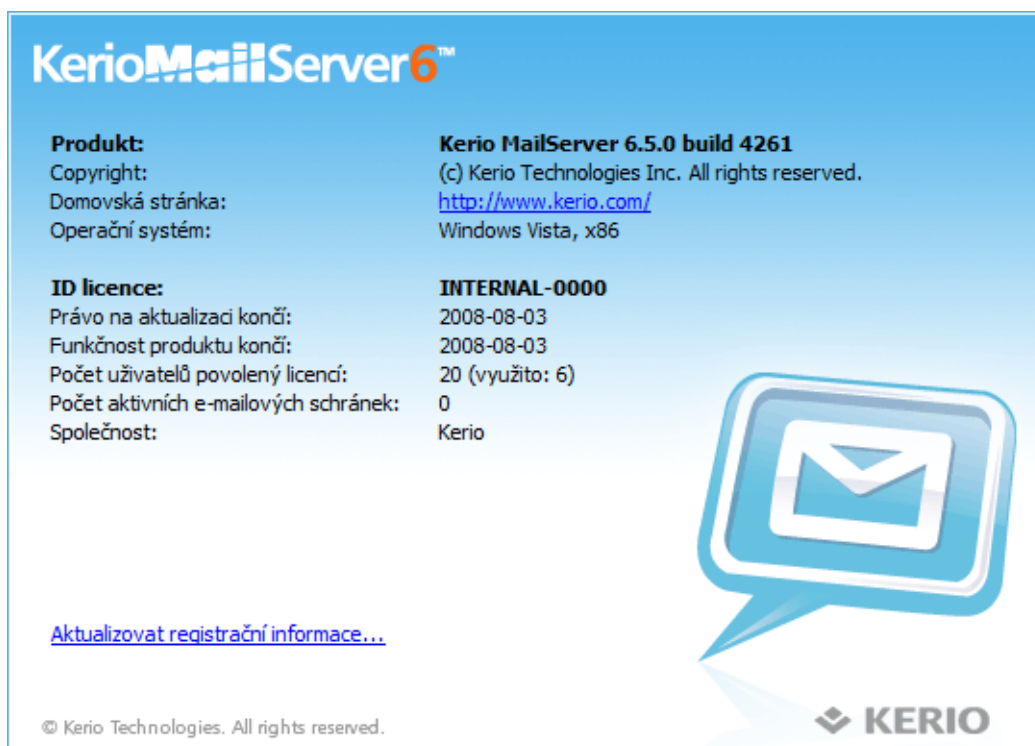 KerioMailServer6™
Produkt: Kerio MailServer 6.5.0 build 4261
Copyright: (c) Kerio Technologies Inc. All rights reserved.
Domovská stránka: http://www.kerio.com/
Operační systém: Windows Vista, x86
ID licence: INTERNAL-0000
Právo na aktualizaci končí: 2008-08-03
Funkčnost produktu končí: 2008-08-03
Počet uživatelů povolený licencí: 20 (využito: 6)
Počet aktivních e-mailových schránek: 0
Společnost: Kerio
Aktualizovat registrační informace...
© Kerio Technologies. All rights reserved. KERIO